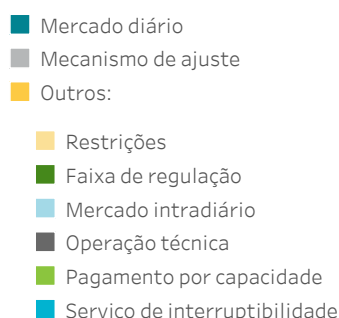 Mercado diário
Mecanismo de ajuste
Outros:
Restrições
Faixa de regulação
Mercado intradiário
Operação técnica
Pagamento por capacidade
Serviço de interruptibilidade